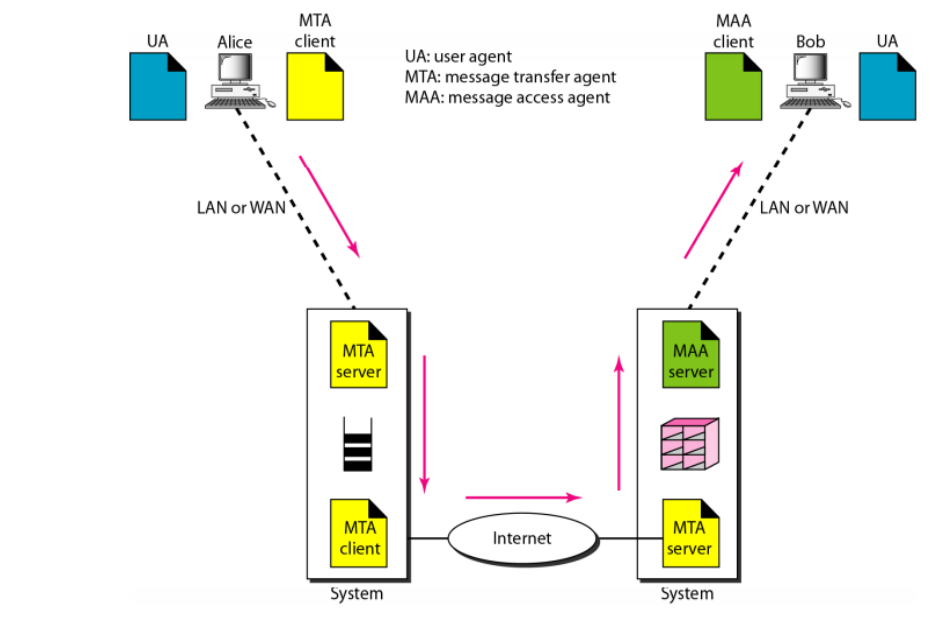 UA
Alice
MTA
client
UA: user agent
MTA: message transfer agent
MAA: message access agent
MAA
client
Bob
UA
LAN or WAN
LAN or WAN
MTA
server
MAA
server
MTA
client
Internet
MTA
server
System
System